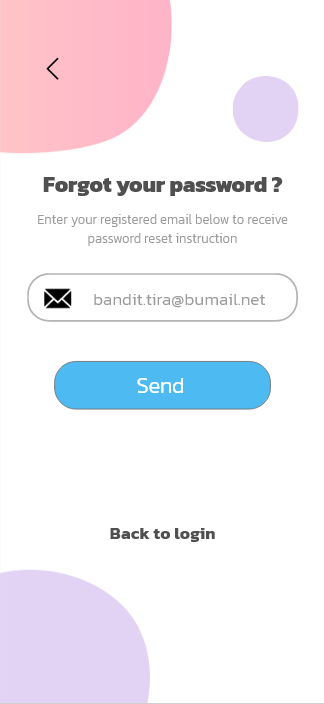 Forgot your password ?
Enter your registered email below to receive
password reset instruction
bandit.tira@bumail.net
Send
Back to login